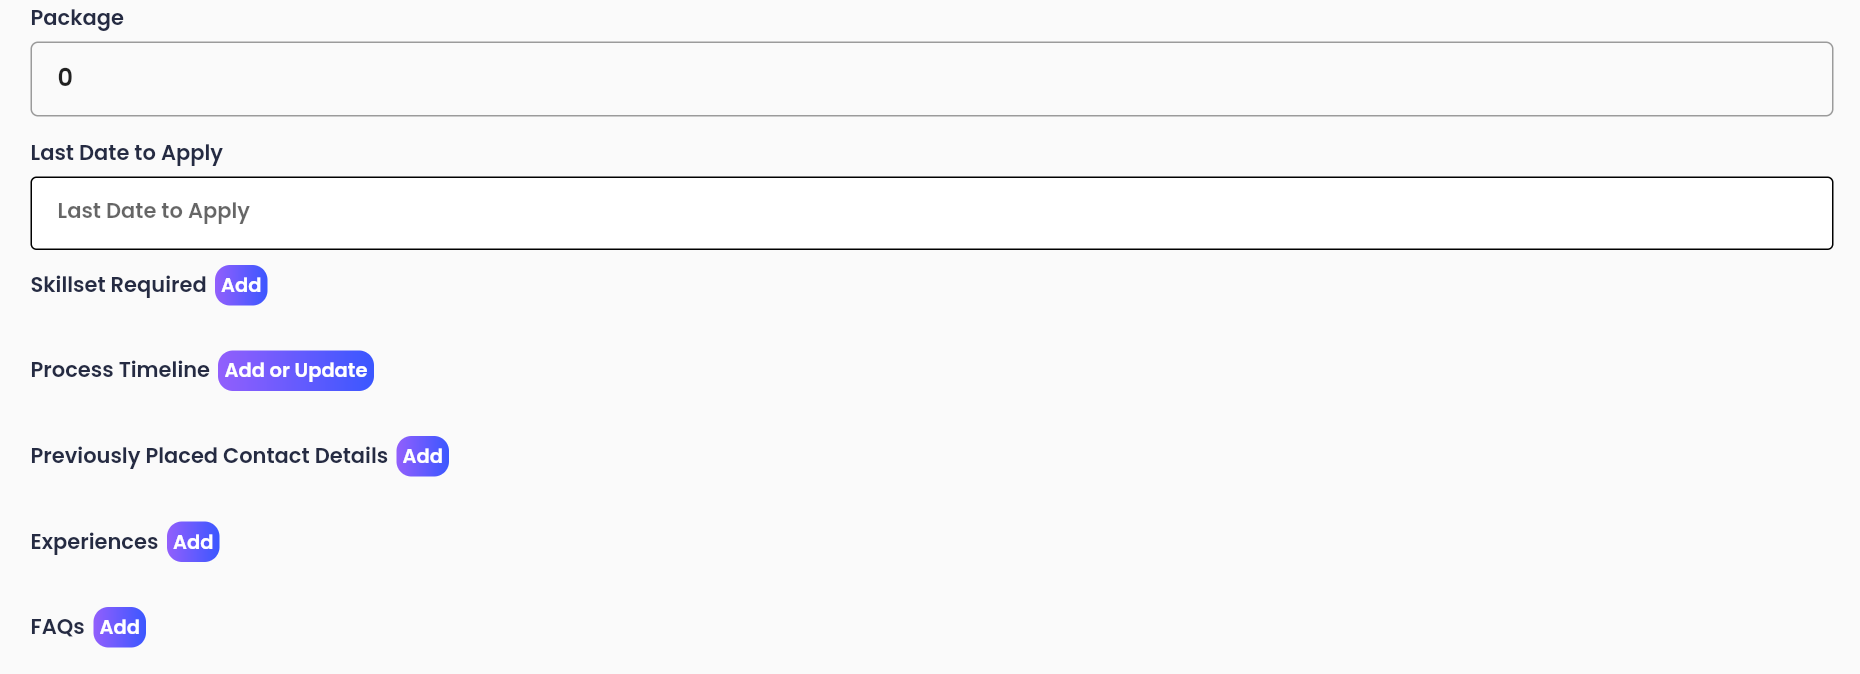 Package
0
Last Date to Apply
Last Date to Apply
Skillset Required Add
Process Timeline Add or Update
Previously Placed Contact Details Add
Experiences Add
FAQs Add